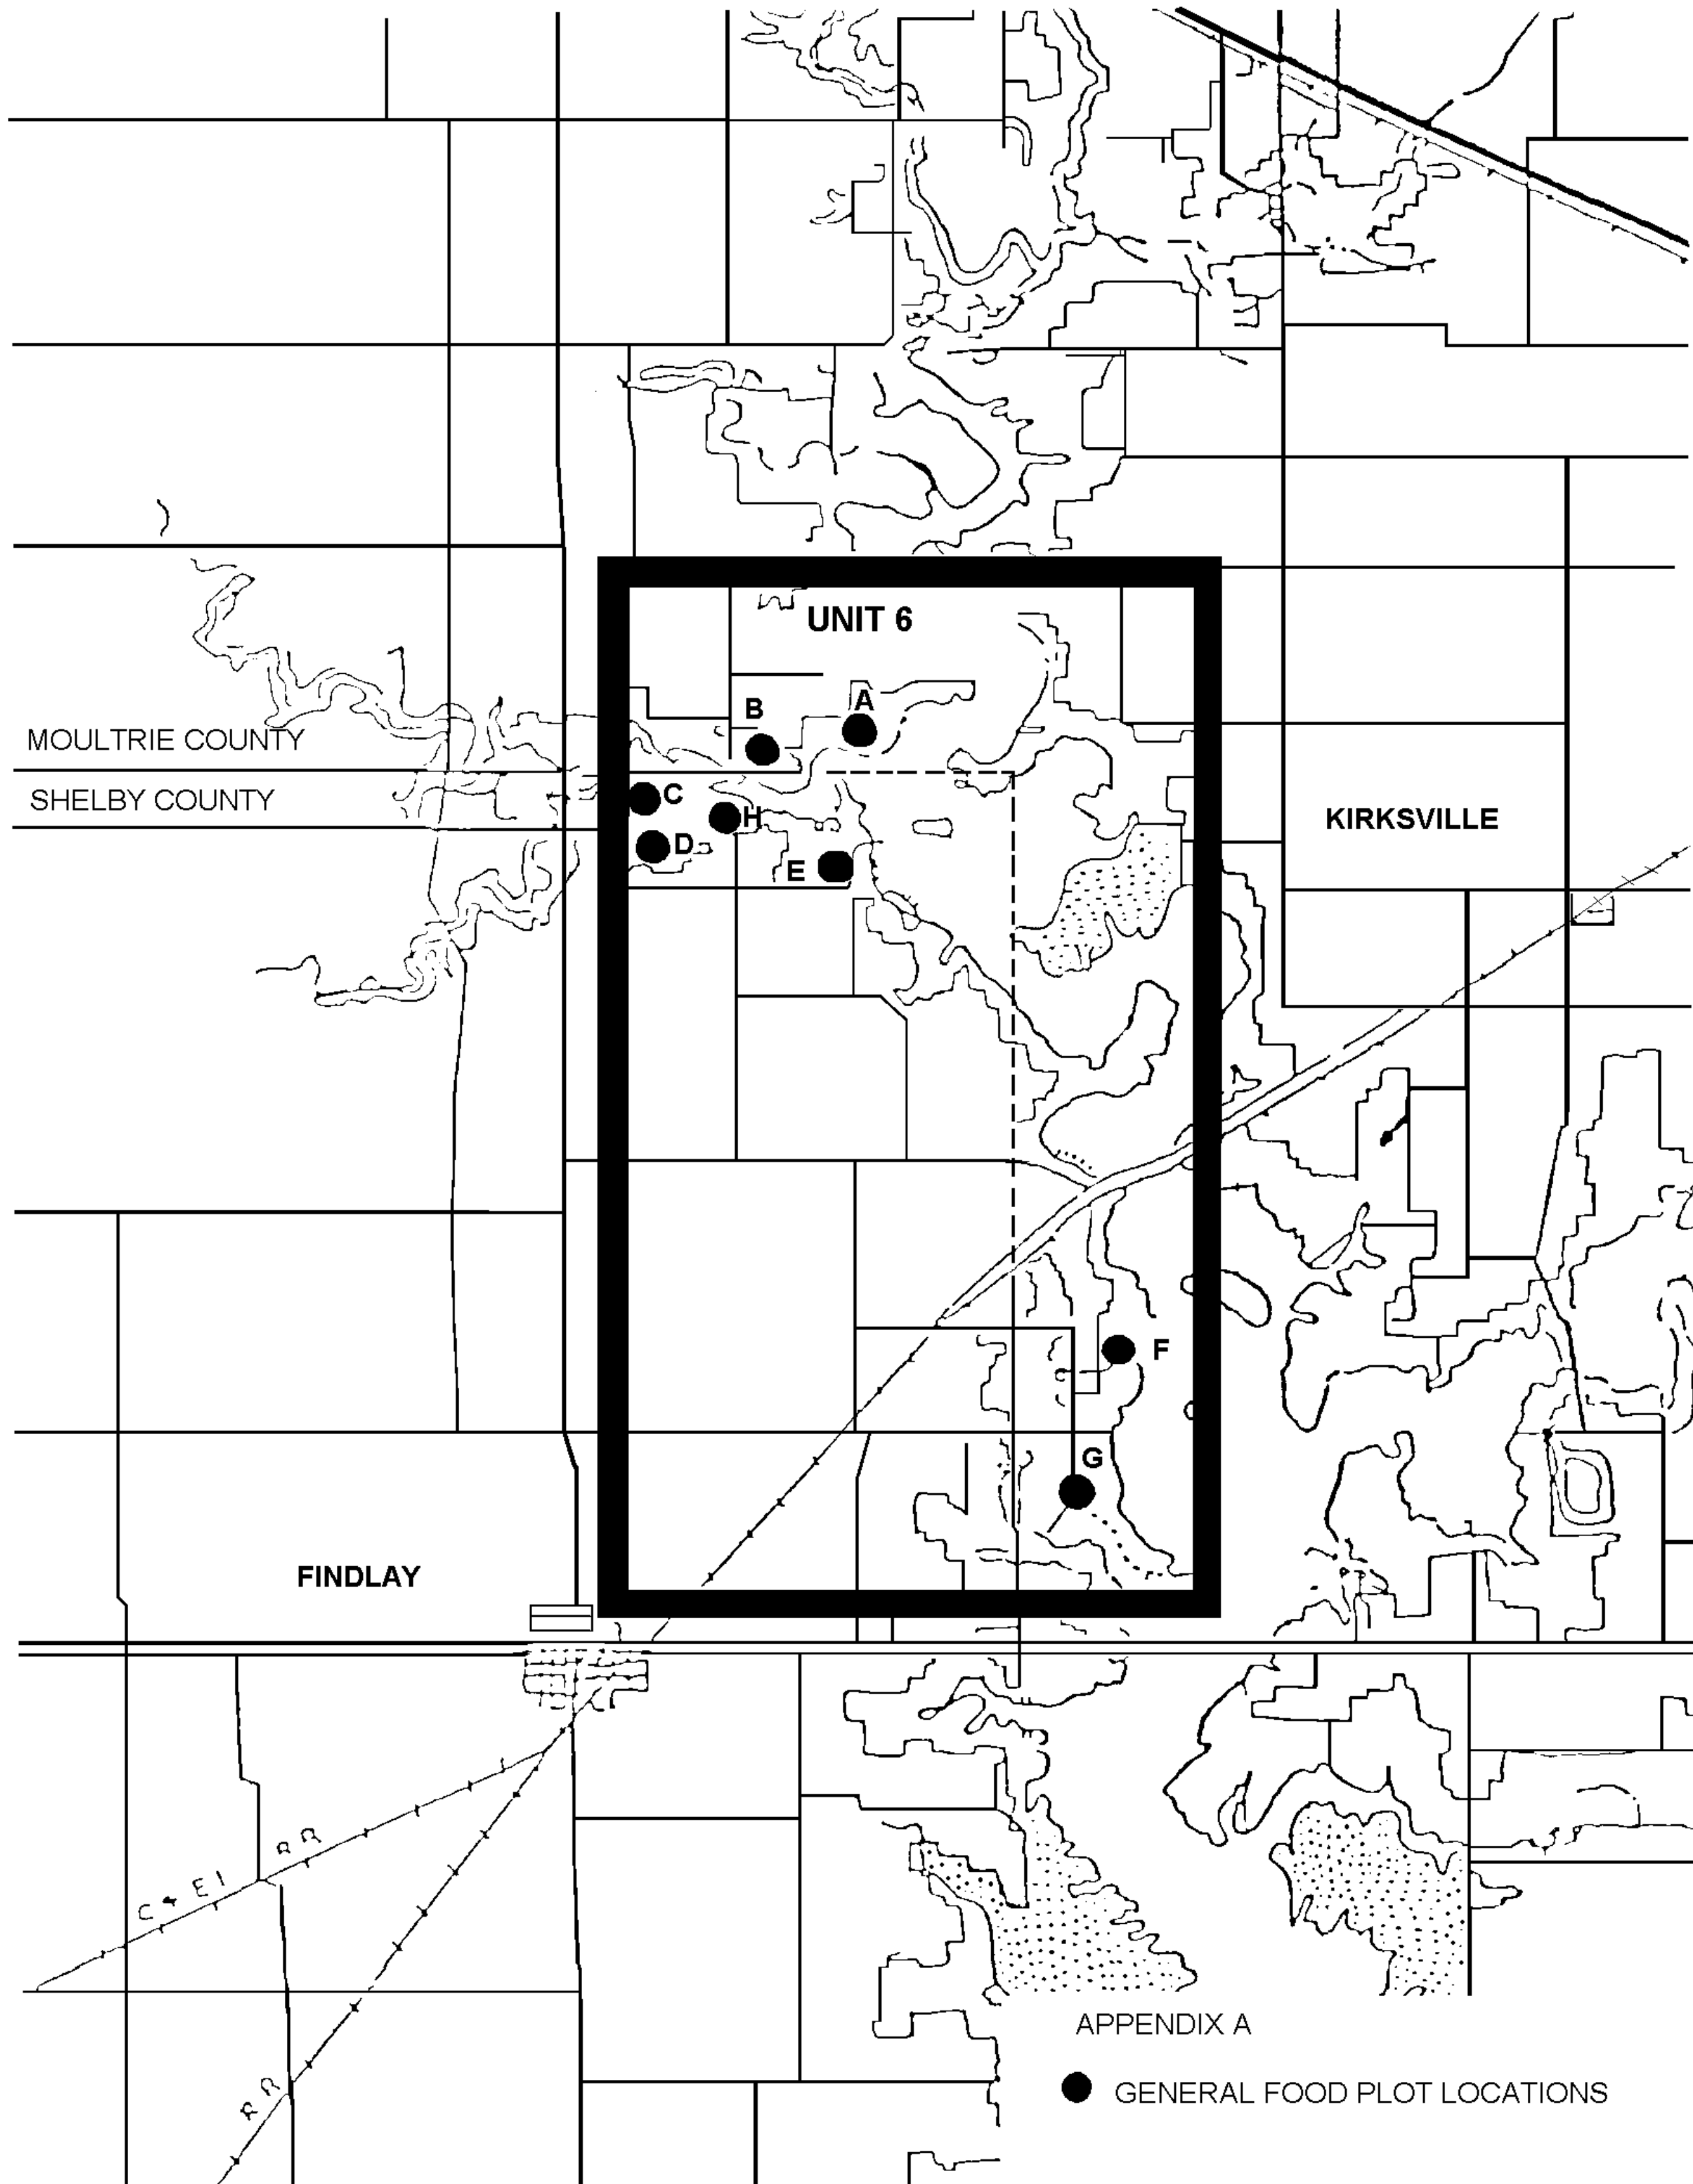 UNIT 6
A
B
MOULTRIE COUNTY
SHELBY COUNTY
C
H
D
E
KIRKSVILLE
F
G
FINDLAY
C & EI RR
RR
APPENDIX A
GENERAL FOOD PLOT LOCATIONS